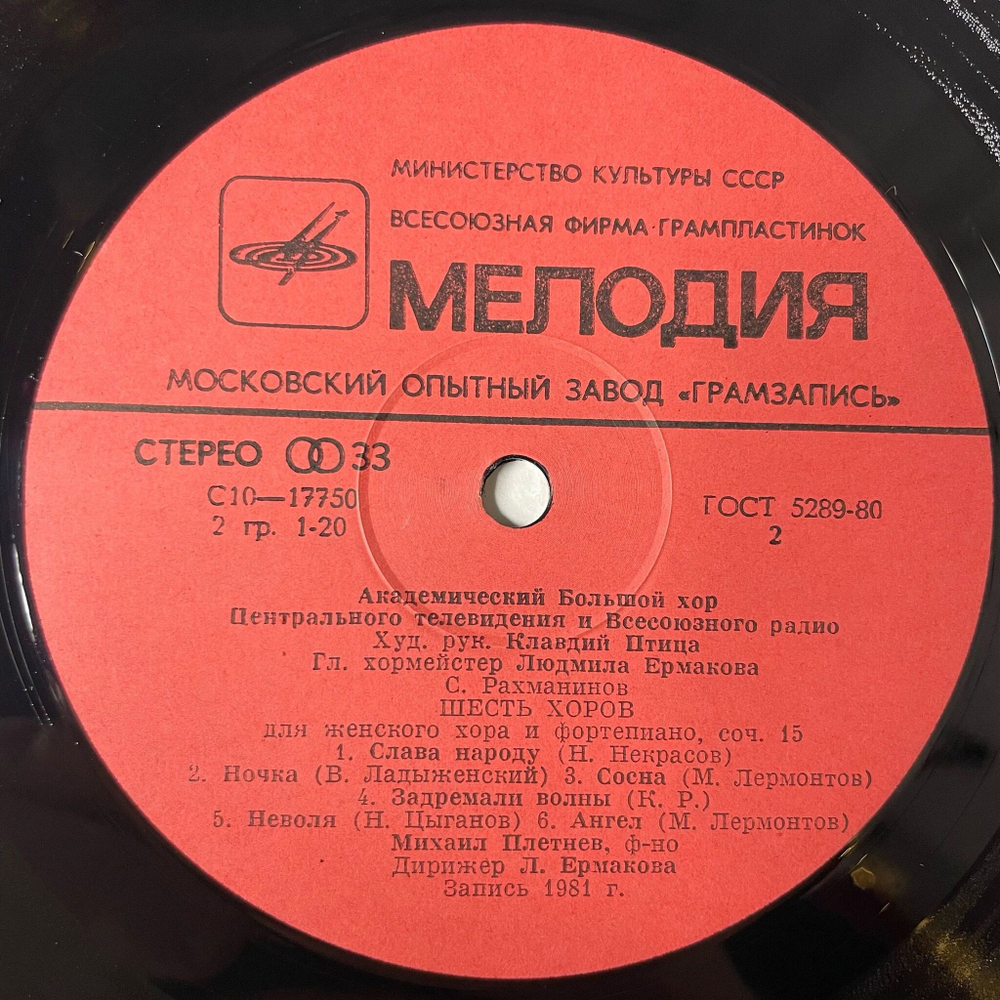 МИНИСТЕРСТВО КУЛЬТУРЫ СССР
ВСЕСОЮЗНАЯ ФИРМА·ГРАМПЛАСТИНОК
МЕЛОДИЯ
МОСКОВСКИЙ ОПЫТНЫЙ ЗАВОД «ГРАМЗАПИСЬ»
СТЕРЕО 33
С10—17750
2 гр. 1-20
ГОСТ 5289-80
2
Академический Большой хор
Центрального телевидения и Всесоюзного радио
Худ. рук. Клавдий Птица
Гл. хормейстер Людмила Ермакова
С. Рахманинов
ШЕСТЬ ХОРОВ
для женского хора и фортепиано, соч. 15
1. Слава народу (Н. Некрасов)
2. Ночка (В. Ладыженский) 3. Сосна (М. Лермонтов)
4. Задремали волны (К. Р.)
5. Неволя (Н. Цыганов) 6. Ангел (М. Лермонтов)
Михаил Плетнев, ф-но
Дирижер Л. Ермакова
Запись 1981 г.